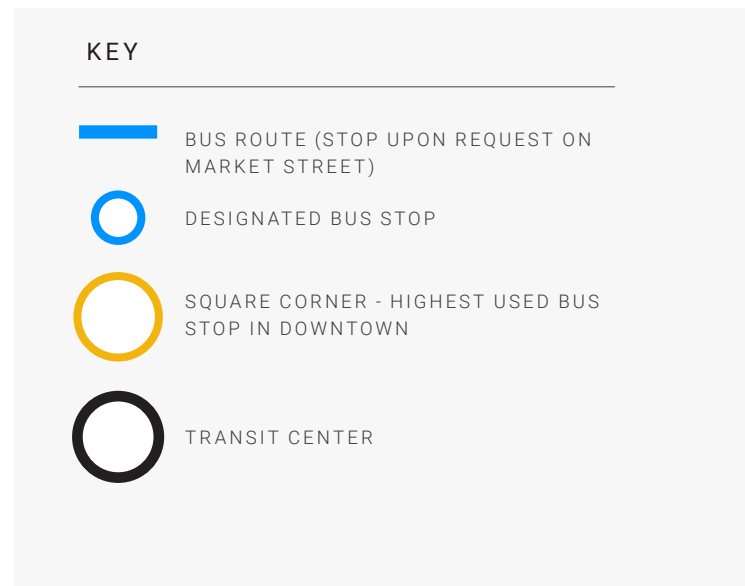 KEY
BUS ROUTE (STOP UPON REQUEST ON
MARKET STREET)
DESIGNATED BUS STOP
SQUARE CORNER - HIGHEST USED BUS
STOP IN DOWNTOWN
TRANSIT CENTER